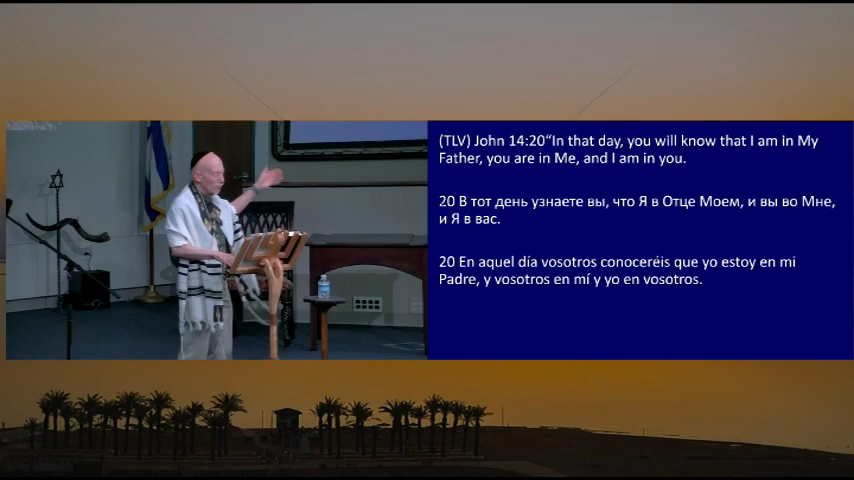 (TLV) John 14:20“In that day, you will know that I am in My
Father, you are in Me, and I am in you.
20 В тот день узнаете вы, что Я в Отце Моем, и вы во Мне,
и Я в вас.
20 En aquel día vosotros conoceréis que yo estoy en mi
Padre, y vosotros en mí y yo en vosotros.